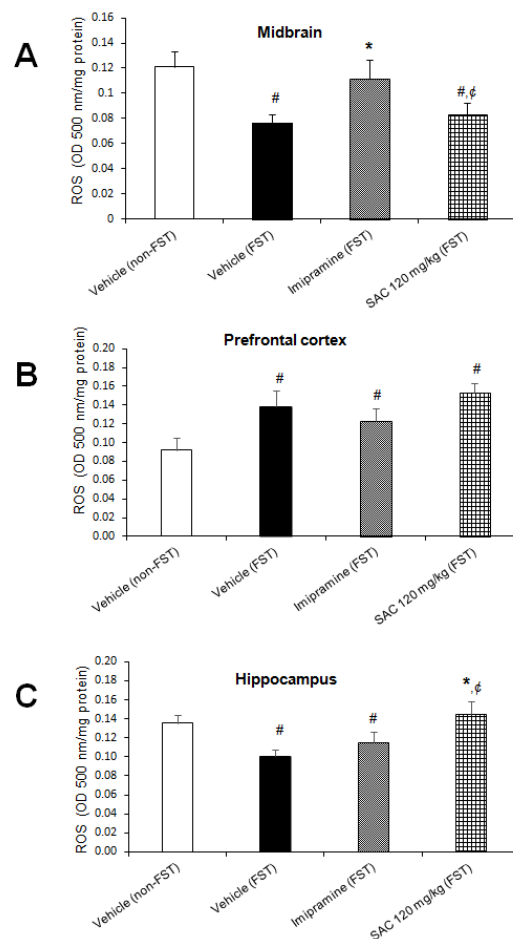 A
Midbrain
ROS (OD 500 nm/mg protein)
0.16
0.14
0.12
0.1
0.08
0.06
0.04
0.02
0
#
*
#,¢
Vehicle (non-FST)
Vehicle (FST)
Imipramine (FST)
SAC 120 mg/kg (FST)
B
Prefrontal cortex
ROS (OD 500 nm/mg protein)
0.20
0.18
0.16
0.14
0.12
0.10
0.08
0.06
0.04
0.02
0.00
#
#
#
Vehicle (non-FST)
Vehicle (FST)
Imipramine (FST)
SAC 120 mg/kg (FST)
C
Hippocampus
ROS (OD 500 nm/mg protein)
0.20
0.18
0.16
0.14
0.12
0.10
0.08
0.06
0.04
0.02
0.00
#
#
*,¢
Vehicle (non-FST)
Vehicle (FST)
Imipramine (FST)
SAC 120 mg/kg (FST)